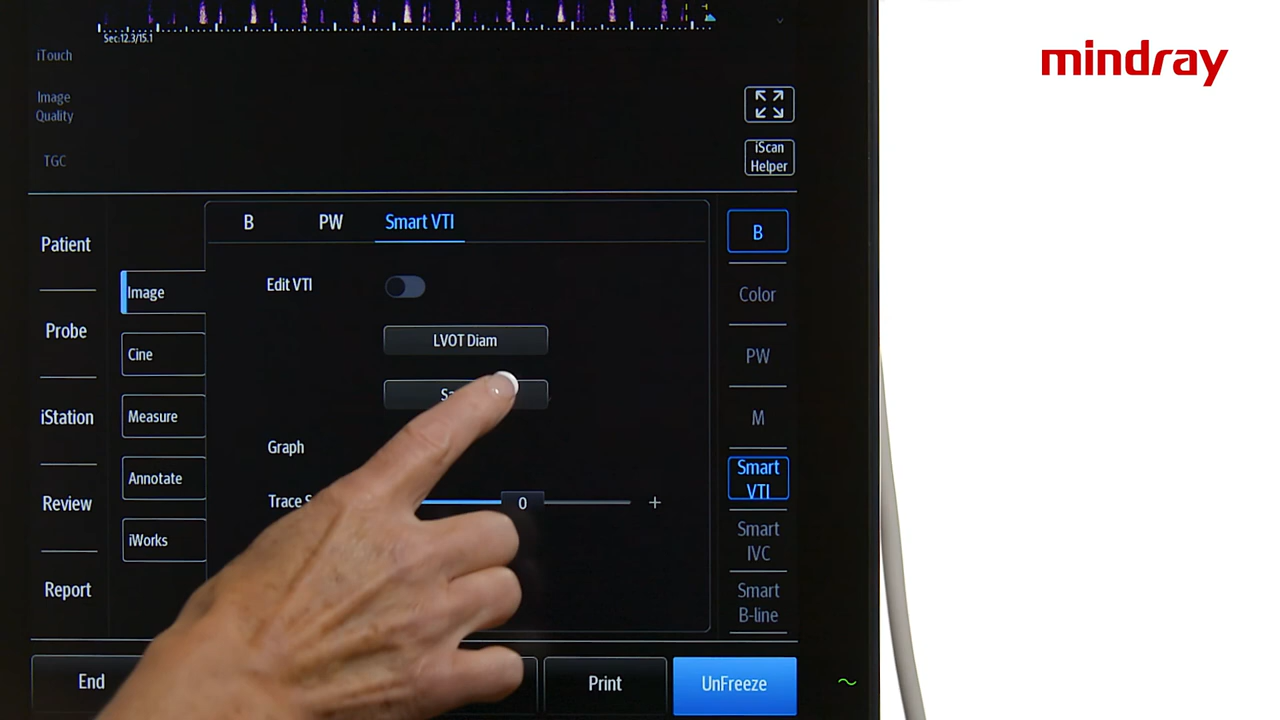 mindray
Sec:12.3/15.1
iTouch
Image
Quality
TGC
iScan
Helper
B PW Smart VTI
B
Patient
Edit VTI
Image
Color
Probe
LVOT Diam
Cine
PW
iStation
Measure
M
Graph
Annotate
Smart
VTI
Review
Trace
0 +
iWorks
Smart
IVC
Report
Smart
B-line
End
Print
UnFreeze